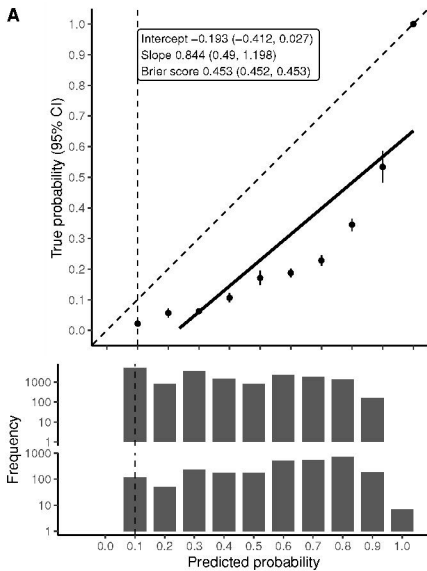 A
Intercept −0.193 (−0.412, 0.027)
Slope 0.844 (0.49, 1.198)
Brier score 0.453 (0.452, 0.453)
True probability (95% CI)
1.0
0.9
0.8
0.7
0.6
0.5
0.4
0.3
0.2
0.1
0.0
Frequency
1000
100
10
1
1000
100
10
1
0.0 0.1 0.2 0.3 0.4 0.5 0.6 0.7 0.8 0.9 1.0
Predicted probability